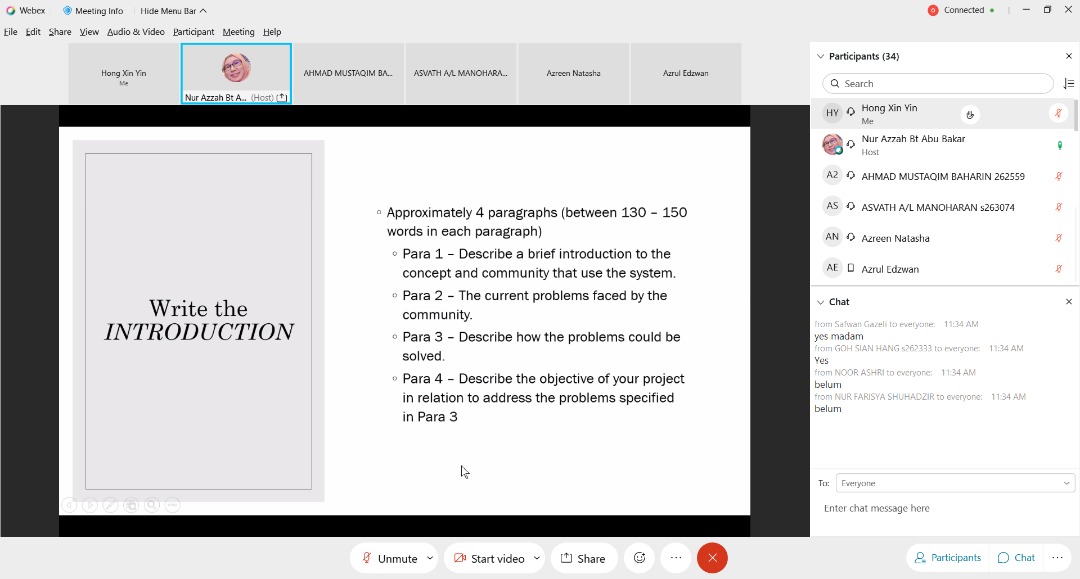 Webex Meeting Info Hide Menu Bar Connected
File Edit Share View Audio & Video Participant Meeting Help
Hong Xin Yin
Me
Nur Azzah Bt A... (Host)
AHMAD MUSTAQIM BA...
ASVATH A/L MANOHARA...
Azreen Natasha
Azrul Edzwan
Write the
INTRODUCTION
Approximately 4 paragraphs (between 130 – 150
words in each paragraph)
Para 1 – Describe a brief introduction to the
concept and community that use the system.
Para 2 – The current problems faced by the
community.
Para 3 – Describe how the problems could be
solved.
Para 4 – Describe the objective of your project
in relation to address the problems specified
in Para 3
Participants (34)
Search
HY Hong Xin Yin
Me
Nur Azzah Bt Abu Bakar
Host
A2 AHMAD MUSTAQIM BAHARIN 262559
AS ASVATH A/L MANOHARAN s263074
AN Azreen Natasha
AE Azrul Edzwan
Chat
from Safwan Gazeli to everyone: 11:34 AM
yes madam
from GOH SIAN HANG s262333 to everyone: 11:34 AM
Yes
from NOOR ASHRI to everyone: 11:34 AM
belum
from NUR FARISYA SHUHADZIR to everyone: 11:34 AM
belum
To: Everyone
Enter chat message here
Unmute Start video Share
Participants Chat